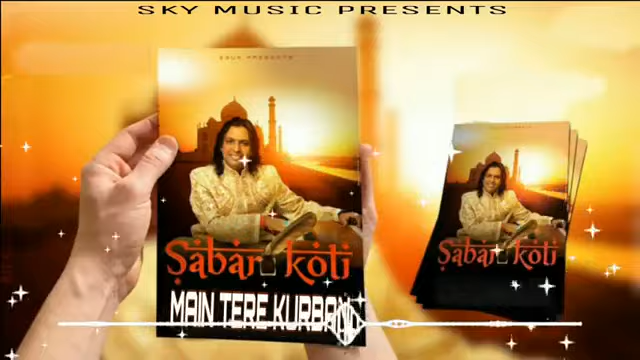 SKY MUSIC PRESENTS
Sabar koti
MAIN TERE KURBAN
Sabar koti